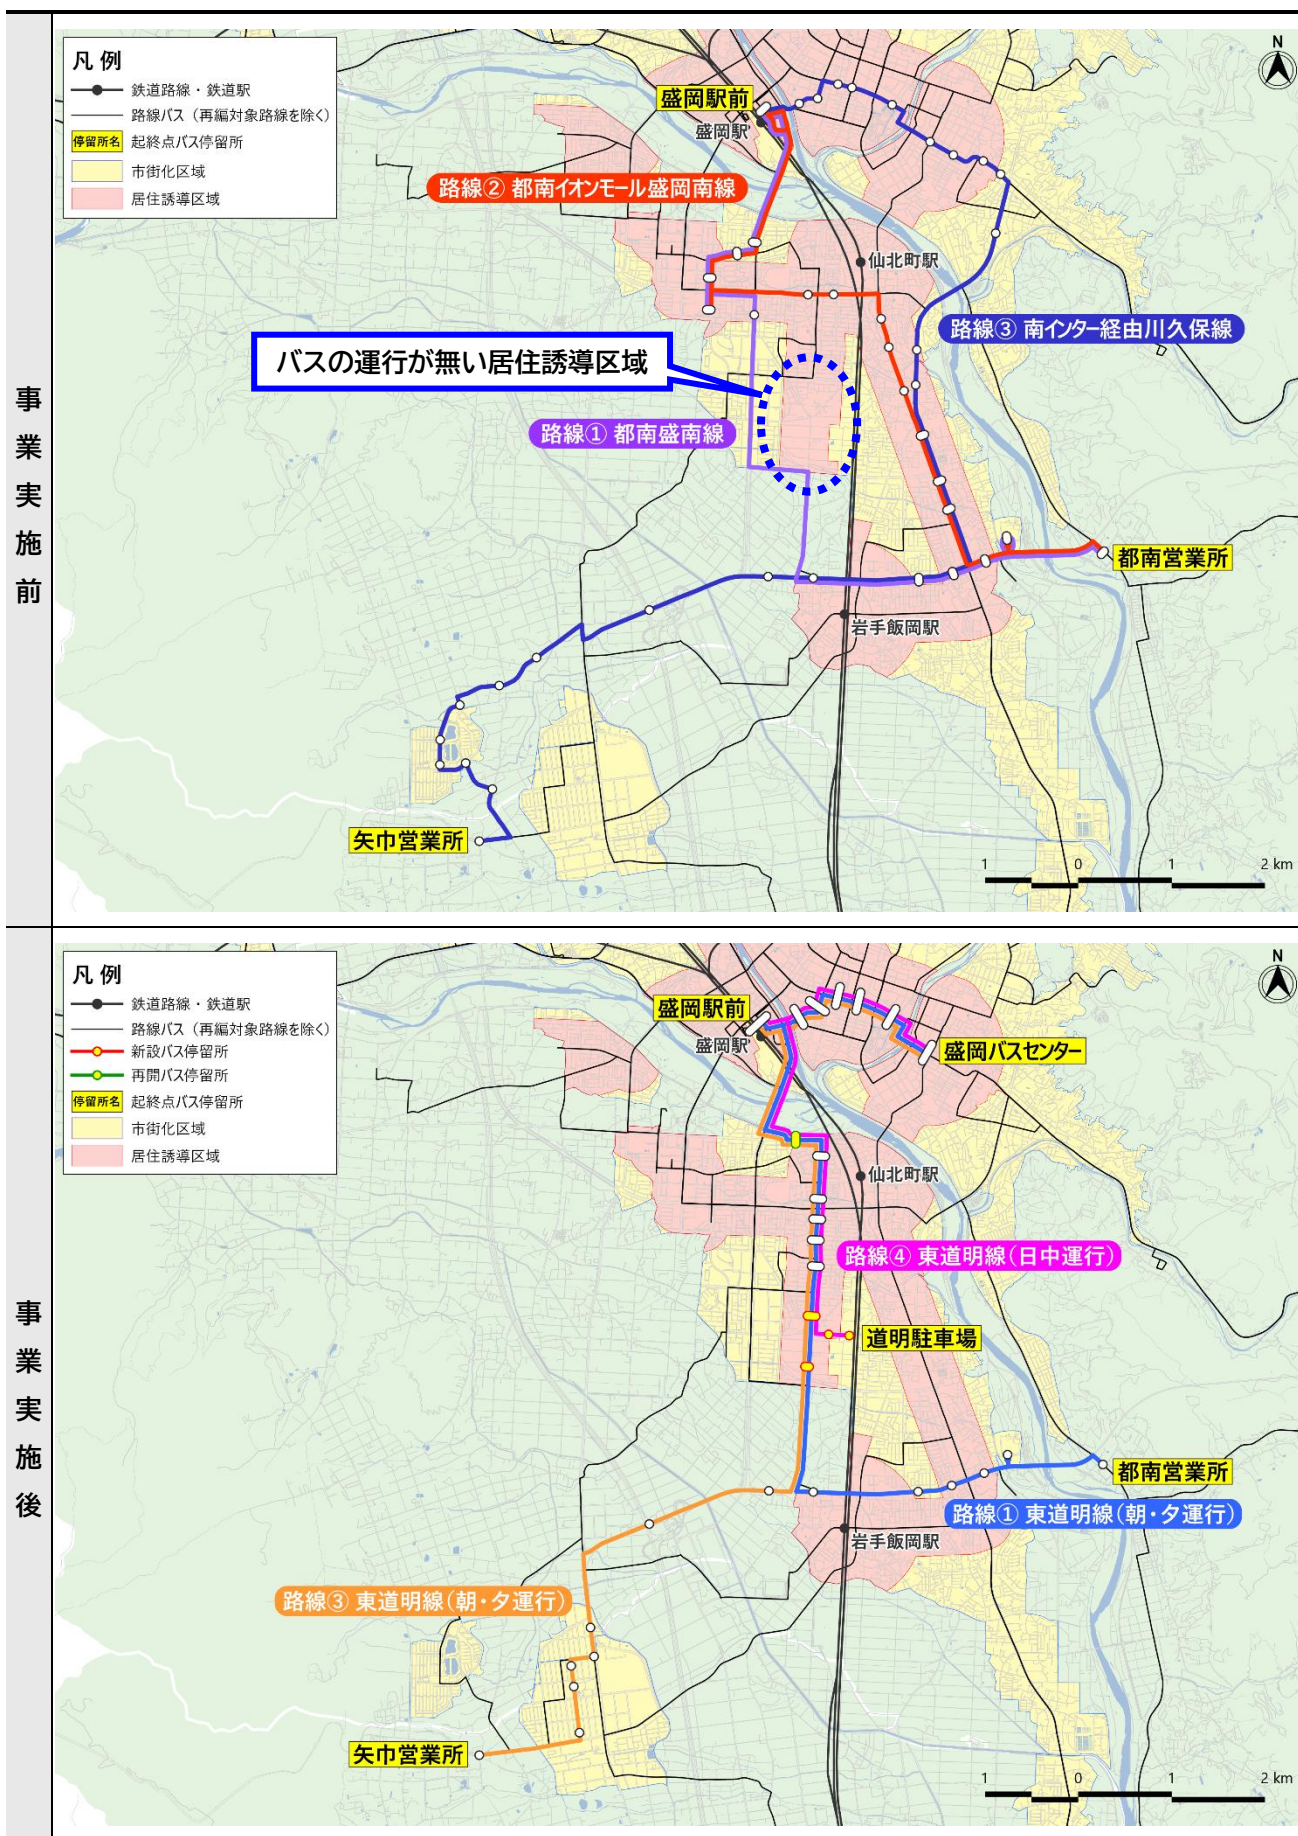 事業実施前
凡例
鉄道路線・鉄道駅
路線バス（再編対象路線を除く）
停留所名 起終点バス停留所
市街化区域
居住誘導区域
N
盛岡駅前
盛岡駅
路線② 都南イオンモール盛岡南線
仙北町駅
路線③ 南インター経由川久保線
バスの運行が無い居住誘導区域
路線① 都南盛南線
都南営業所
岩手飯岡駅
矢巾営業所
1 0 1 2 km
事業実施後
凡例
鉄道路線・鉄道駅
路線バス（再編対象路線を除く）
新設バス停留所
再開バス停留所
停留所名 起終点バス停留所
市街化区域
居住誘導区域
N
盛岡駅前
盛岡駅
盛岡バスセンター
仙北町駅
路線④ 東道明線（日中運行）
道明駐車場
都南営業所
路線① 東道明線（朝・夕運行）
岩手飯岡駅
路線③ 東道明線（朝・夕運行）
矢巾営業所
1 0 1 2 km